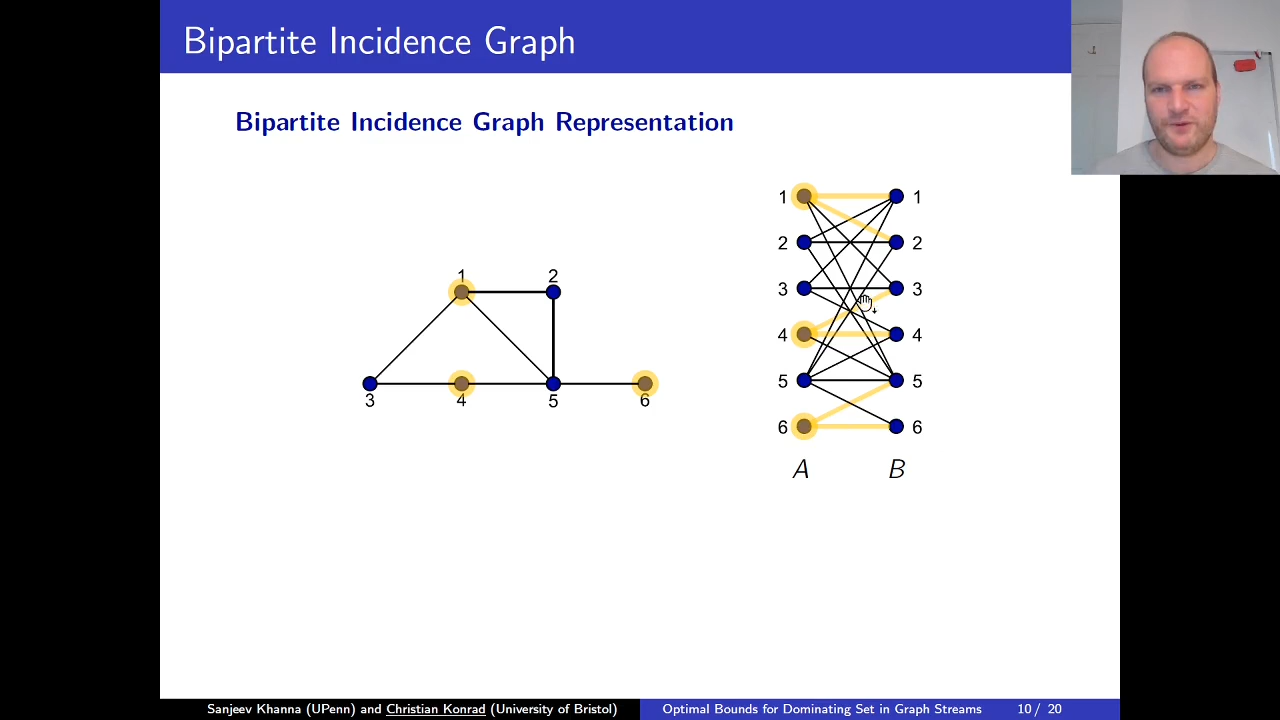 Bipartite Incidence Graph
Bipartite Incidence Graph Representation
1 2
3 4 5 6
1 1
2 2
3 3
4 4
5 5
6 6
A B
Sanjeev Khanna (UPenn) and Christian Konrad (University of Bristol) Optimal Bounds for Dominating Set in Graph Streams 10 / 20